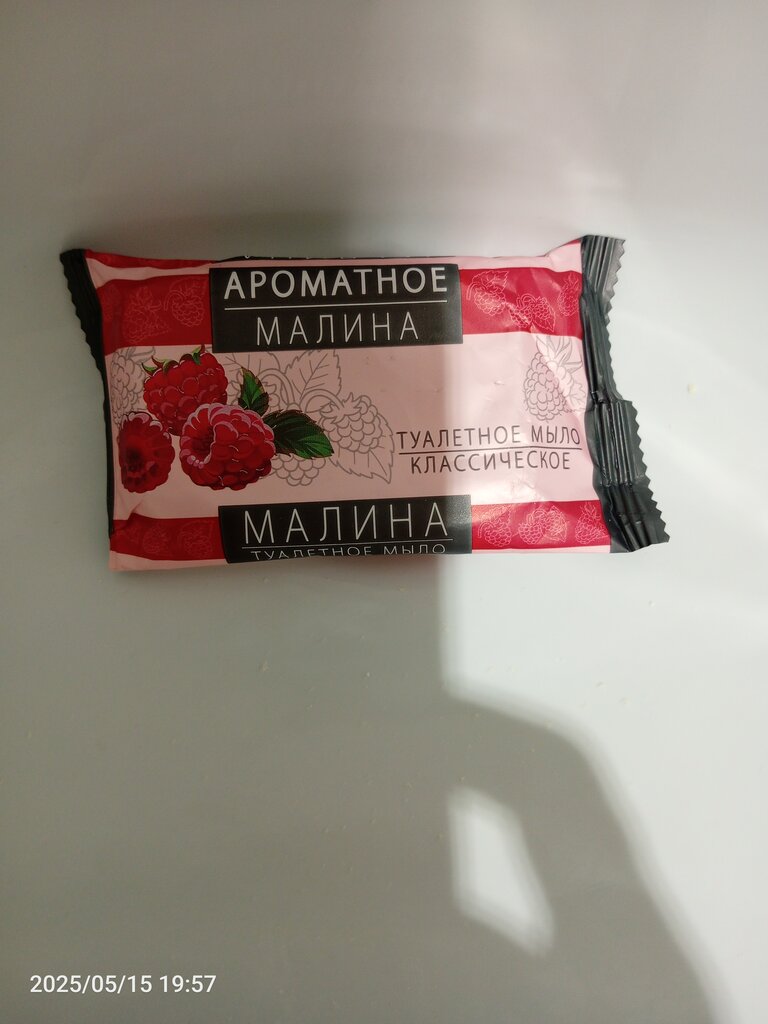 АРОМАТНОЕ
МАЛИНА
ТУАЛЕТНОЕ МЫЛО
КЛАССИЧЕСКОЕ
МАЛИНА
ТУАЛЕТНОЕ МЫЛО
2025/05/15 19:57